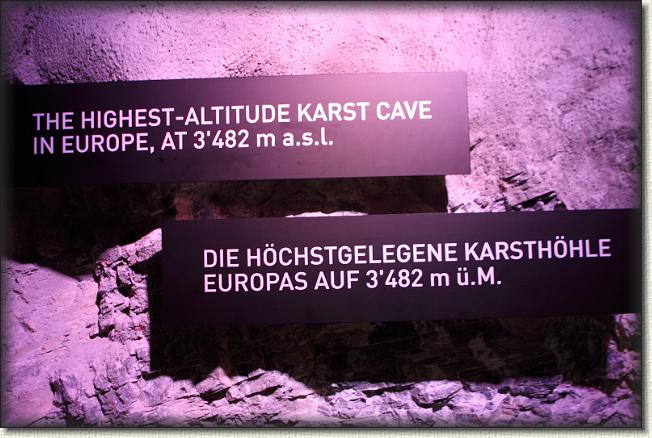 THE HIGHEST-ALTITUDE KARST CAVE
IN EUROPE, AT 3'482 m a.s.l.
DIE HÖCHSTGELEGENE KARSTHÖHLE
EUROPAS AUF 3'482 m ü.M.